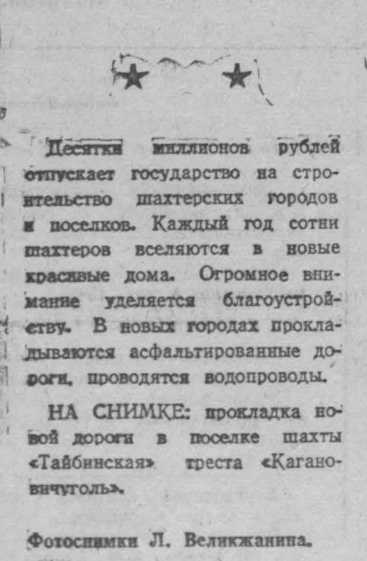 Десятки миллионов рублей
отпускает государство на стро-
ительство шахтерских городов
и поселков. Каждый год сотни
шахтеров вселяются в новые
красивые дома. Огромное вни-
мание уделяется благоустрой-
ству. В новых городах прокла-
дываются асфальтированные до-
роги, проводятся водопроводы.
НА СНИМКЕ: прокладка но-
вой дороги в поселке шахты
«Тайбинская» треста «Кагано-
вичуголь».
Фотоснимки Л. Великжанина.